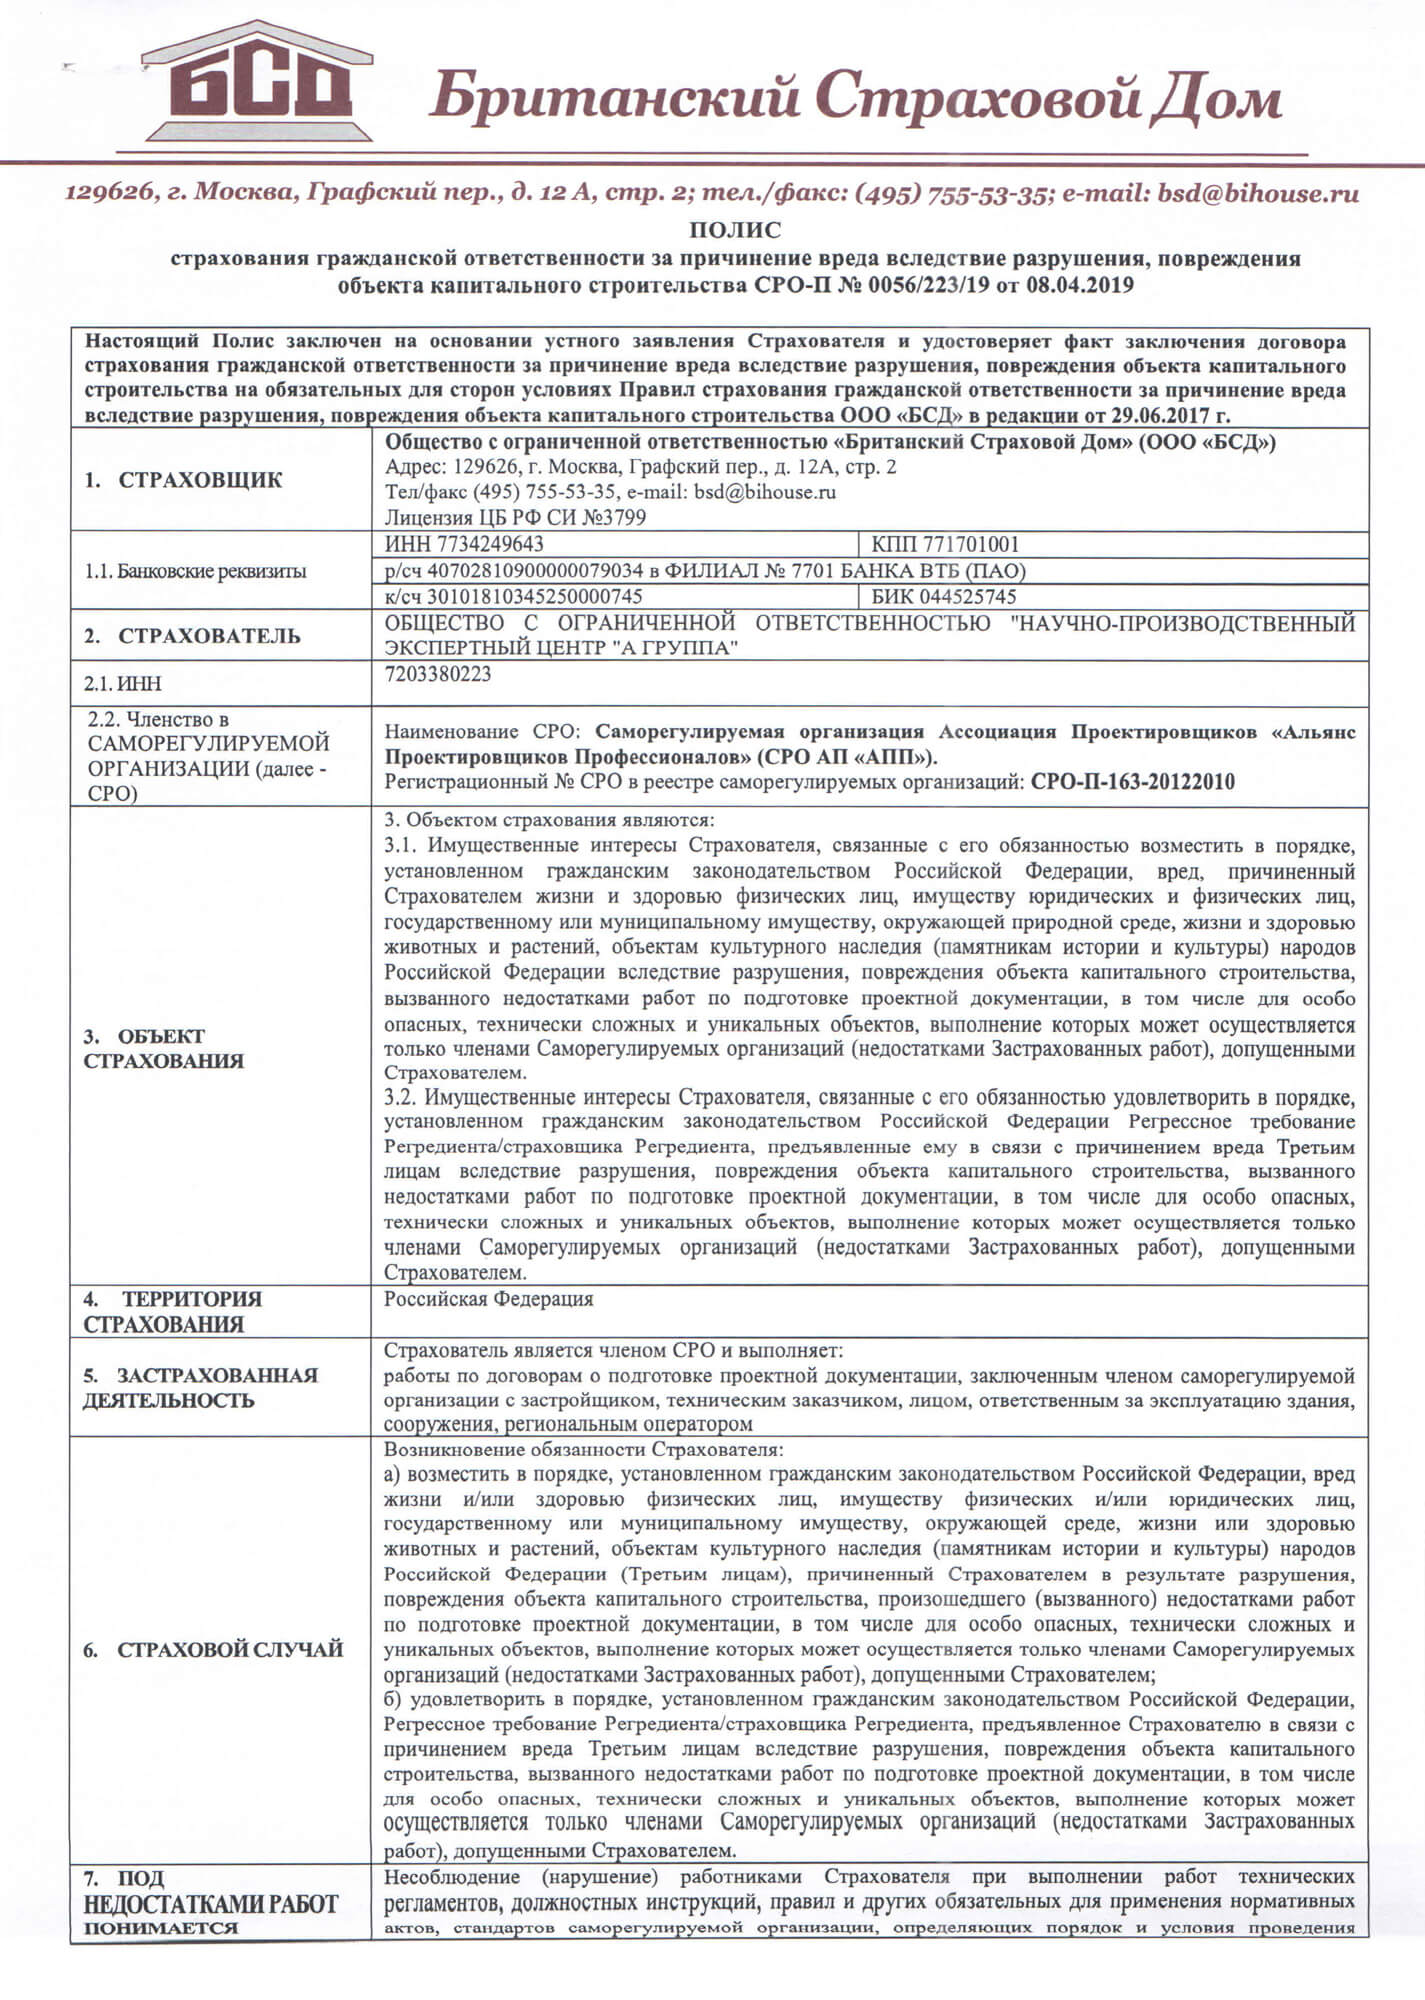 БСД
Британский Страховой Дом
129626, г. Москва, Графский пер., д. 12 А, стр. 2; тел./факс: (495) 755-53-35; e-mail: bsd@bihouse.ru
ПОЛИС
страхования гражданской ответственности за причинение вреда вследствие разрушения, повреждения
объекта капитального строительства СРО-П № 0056/223/19 от 08.04.2019
Настоящий Полис заключен на основании устного заявления Страхователя и удостоверяет факт заключения договора
страхования гражданской ответственности за причинение вреда вследствие разрушения, повреждения объекта капитального
строительства на обязательных для сторон условиях Правил страхования гражданской ответственности за причинение вреда
вследствие разрушения, повреждения объекта капитального строительства ООО «БСД» в редакции от 29.06.2017 г.
1. СТРАХОВЩИК
Общество с ограниченной ответственностью «Британский Страховой Дом» (ООО «БСД»)
Адрес: 129626, г. Москва, Графский пер., д. 12А, стр. 2
Тел/факс (495) 755-53-35, e-mail: bsd@bihouse.ru
Лицензия ЦБ РФ СИ №3799
1.1. Банковские реквизиты
ИНН 7734249643 КПП 771701001
р/сч 40702810900000079034 в ФИЛИАЛ № 7701 БАНКА ВТБ (ПАО)
к/сч 30101810345250000745 БИК 044525745
2. СТРАХОВАТЕЛЬ
ОБЩЕСТВО С ОГРАНИЧЕННОЙ ОТВЕТСТВЕННОСТЬЮ "НАУЧНО-ПРОИЗВОДСТВЕННЫЙ
ЭКСПЕРТНЫЙ ЦЕНТР "А ГРУППА"
2.1. ИНН
7203380223
2.2. Членство в
САМОРЕГУЛИРУЕМОЙ
ОРГАНИЗАЦИИ (далее -
СРО)
Наименование СРО: Саморегулируемая организация Ассоциация Проектировщиков «Альянс
Проектировщиков Профессионалов» (СРО АП «АПП»).
Регистрационный № СРО в реестре саморегулируемых организаций: СРО-П-163-20122010
3. ОБЪЕКТ
СТРАХОВАНИЯ
3. Объектом страхования являются:
3.1. Имущественные интересы Страхователя, связанные с его обязанностью возместить в порядке,
установленном гражданским законодательством Российской Федерации, вред, причиненный
Страхователем жизни и здоровью физических лиц, имуществу юридических и физических лиц,
государственному или муниципальному имуществу, окружающей природной среде, жизни и здоровью
животных и растений, объектам культурного наследия (памятникам истории и культуры) народов
Российской Федерации вследствие разрушения, повреждения объекта капитального строительства,
вызванного недостатками работ по подготовке проектной документации, в том числе для особо
опасных, технически сложных и уникальных объектов, выполнение которых может осуществляется
только членами Саморегулируемых организаций (недостатками Застрахованных работ), допущенными
Страхователем.
3.2. Имущественные интересы Страхователя, связанные с его обязанностью удовлетворить в порядке,
установленном гражданским законодательством Российской Федерации Регрессное требование
Регредиента/страховщика Регредиента, предъявленные ему в связи с причинением вреда Третьим
лицам вследствие разрушения, повреждения объекта капитального строительства, вызванного
недостатками работ по подготовке проектной документации, в том числе для особо опасных,
технически сложных и уникальных объектов, выполнение которых может осуществляется только
членами Саморегулируемых организаций (недостатками Застрахованных работ), допущенными
Страхователем.
4. ТЕРРИТОРИЯ
СТРАХОВАНИЯ
Российская Федерация
5. ЗАСТРАХОВАННАЯ
ДЕЯТЕЛЬНОСТЬ
Страхователь является членом СРО и выполняет:
работы по договорам о подготовке проектной документации, заключенным членом саморегулируемой
организации с застройщиком, техническим заказчиком, лицом, ответственным за эксплуатацию здания,
сооружения, региональным оператором
6. СТРАХОВОЙ СЛУЧАЙ
Возникновение обязанности Страхователя:
а) возместить в порядке, установленном гражданским законодательством Российской Федерации, вред
жизни и/или здоровью физических лиц, имуществу физических и/или юридических лиц,
государственному или муниципальному имуществу, окружающей среде, жизни или здоровью
животных и растений, объектам культурного наследия (памятникам истории и культуры) народов
Российской Федерации (Третьим лицам), причиненный Страхователем в результате разрушения,
повреждения объекта капитального строительства, произошедшего (вызванного) недостатками работ
по подготовке проектной документации, в том числе для особо опасных, технически сложных и
уникальных объектов, выполнение которых может осуществляется только членами Саморегулируемых
организаций (недостатками Застрахованных работ), допущенными Страхователем;
б) удовлетворить в порядке, установленном гражданским законодательством Российской Федерации,
Регрессное требование Регредиента/страховщика Регредиента, предъявленное Страхователю в связи с
причинением вреда Третьим лицам вследствие разрушения, повреждения объекта капитального
строительства, вызванного недостатками работ по подготовке проектной документации, в том числе
для особо опасных, технически сложных и уникальных объектов, выполнение которых может
осуществляется только членами Саморегулируемых организаций (недостатками Застрахованных
работ), допущенными Страхователем.
7. ПОД
НЕДОСТАТКАМИ РАБОТ
ПОНИМАЕТСЯ
Несоблюдение (нарушение) работниками Страхователя при выполнении работ технических
регламентов, должностных инструкций, правил и других обязательных для применения нормативных
актов, стандартов саморегулируемой организации, определяющих порядок и условия проведения